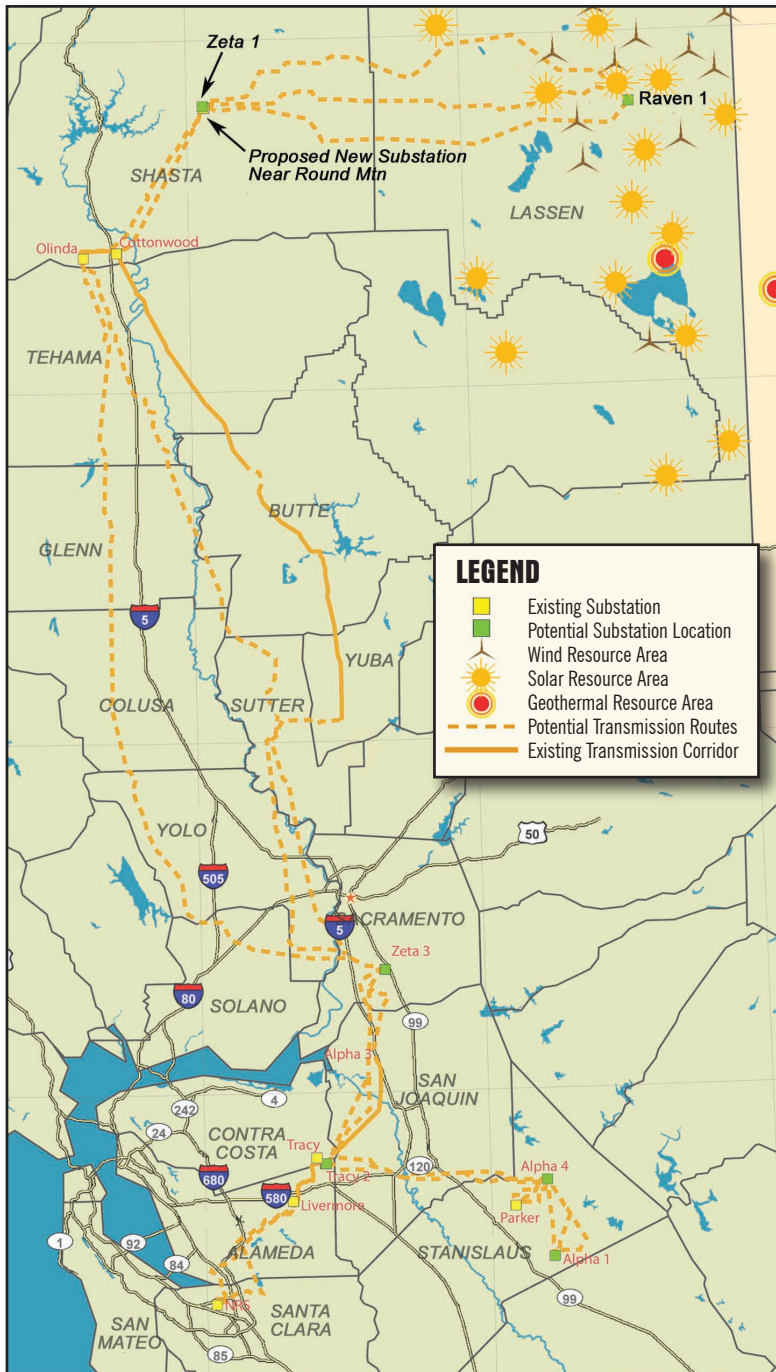 Zeta 1
Raven 1
Proposed New Substation
Near Round Mtn
SHASTA
LASSEN
Olinda
Cottonwood
TEHAMA
BUTTE
GLENN
LEGEND
Existing Substation
Potential Substation Location
Wind Resource Area
Solar Resource Area
Geothermal Resource Area
Potential Transmission Routes
Existing Transmission Corridor
5
YUBA
COLUSA
SUTTER
YOLO
50
505
SACRAMENTO
5
Zeta 3
80
SOLANO
99
Alpha 3
SAN
JOAQUIN
242
4
24
CONTRA
COSTA
Tracy
Tracy 2
120
Alpha 4
680
580
Livermore
Parker
1
92
84
ALAMEDA
STANISLAUS
Alpha 1
99
NRS
SANTA
CLARA
SAN
MATEO
85